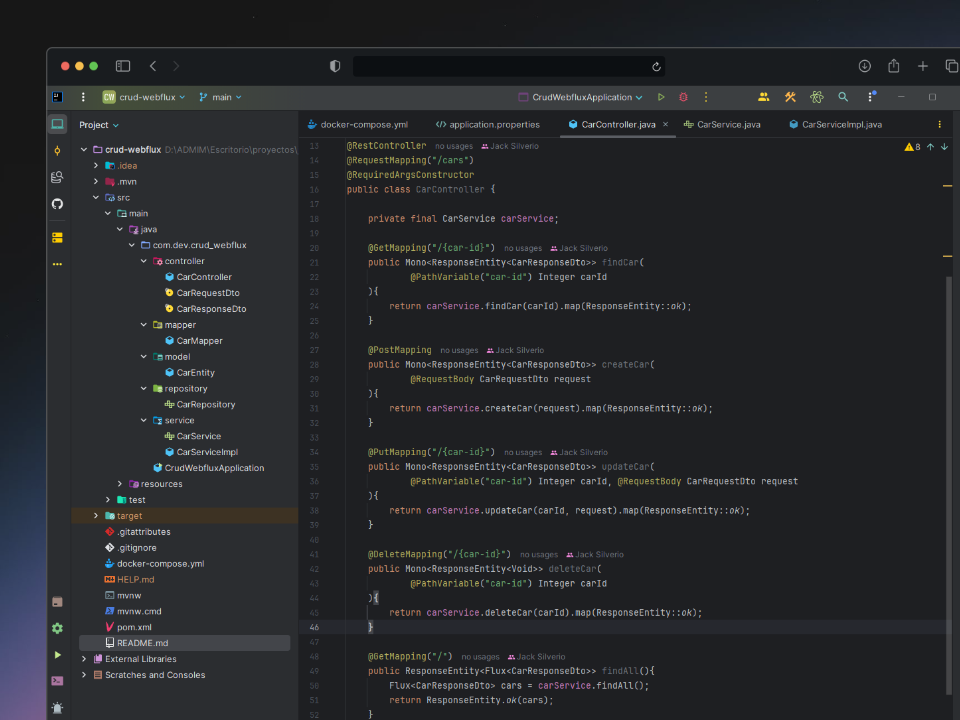 CW crud-webflux main CrudWebfluxApplication
Project
docker-compose.yml application.properties CarController.java CarService.java CarServiceImpl.java
crud-webflux D:\ADMIM\Escritorio\proyectos\
.idea
.mvn
src
main
java
com.dev.crud_webflux
controller
CarController
CarRequestDto
CarResponseDto
mapper
CarMapper
model
CarEntity
repository
CarRepository
service
CarService
CarServiceImpl
CrudWebfluxApplication
resources
test
target
.gitattributes
.gitignore
docker-compose.yml
HELP.md
mvnw
mvnw.cmd
pom.xml
README.md
External Libraries
Scratches and Consoles
8
13 @RestController no usages Jack Silverio
14 @RequestMapping("/cars")
15 @RequiredArgsConstructor
16 public class CarController {
17
18 private final CarService carService;
19
20 @GetMapping("/{car-id}") no usages Jack Silverio
21 public Mono<ResponseEntity<CarResponseDto>> findCar(
22 @PathVariable("car-id") Integer carId
23 ){
24 return carService.findCar(carId).map(ResponseEntity::ok);
25 }
26
27 @PostMapping no usages Jack Silverio
28 public Mono<ResponseEntity<CarResponseDto>> createCar(
29 @RequestBody CarRequestDto request
30 ){
31 return carService.createCar(request).map(ResponseEntity::ok);
32 }
33
34 @PutMapping("/{car-id}") no usages Jack Silverio
35 public Mono<ResponseEntity<CarResponseDto>> updateCar(
36 @PathVariable("car-id") Integer carId, @RequestBody CarRequestDto request
37 ){
38 return carService.updateCar(carId, request).map(ResponseEntity::ok);
39 }
40
41 @DeleteMapping("/{car-id}") no usages Jack Silverio
42 public Mono<ResponseEntity<Void>> deleteCar(
43 @PathVariable("car-id") Integer carId
44 ){
45 return carService.deleteCar(carId).map(ResponseEntity::ok);
46 }
47
48 @GetMapping("/") no usages Jack Silverio
49 public ResponseEntity<Flux<CarResponseDto>> findAll(){
50 Flux<CarResponseDto> cars = carService.findAll();
51 return ResponseEntity.ok(cars);
52 }